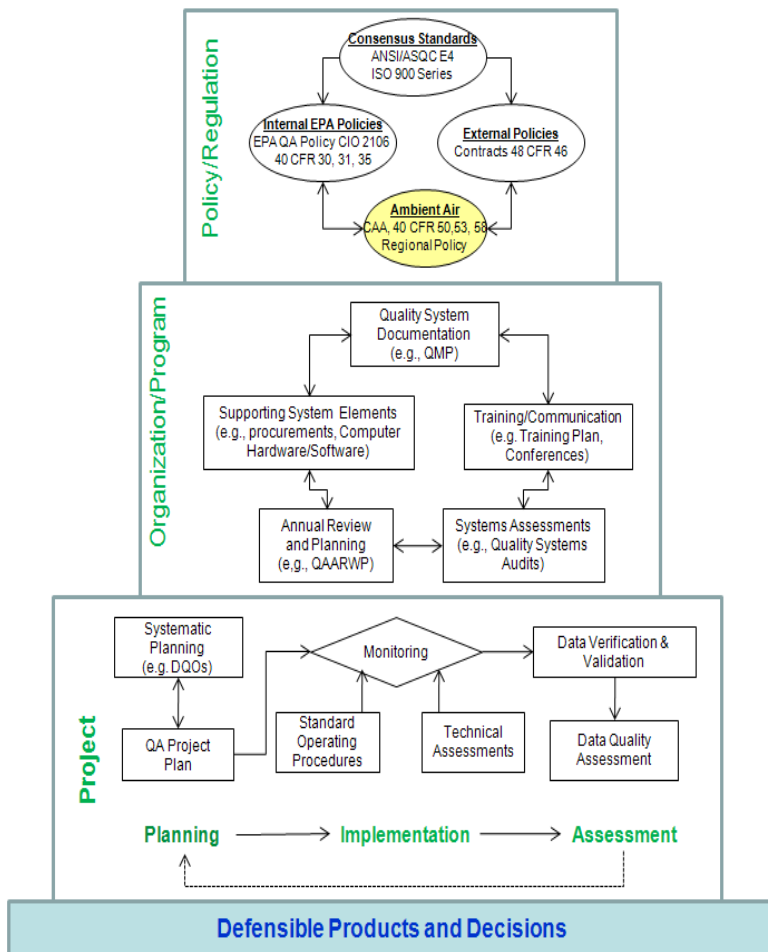 Policy/Regulation
Consensus Standards
ANSI/ASQC E4
ISO 900 Series
Internal EPA Policies
EPA QA Policy CIO 2106
40 CFR 30, 31, 35
External Policies
Contracts 48 CFR 46
Ambient Air
CAA, 40 CFR 50,53, 58
Regional Policy
Organization/Program
Quality System
Documentation
(e.g., QMP)
Supporting System Elements
(e.g., procurements, Computer
Hardware/Software)
Training/Communication
(e.g. Training Plan,
Conferences)
Annual Review
and Planning
(e,g., QAARWP)
Systems Assessments
(e.g., Quality Systems
Audits)
Project
Systematic
Planning
(e.g. DQOs)
Monitoring
Data Verification &
Validation
QA Project
Plan
Standard
Operating
Procedures
Technical
Assessments
Data Quality
Assessment
Planning
Implementation
Assessment
Defensible Products and Decisions